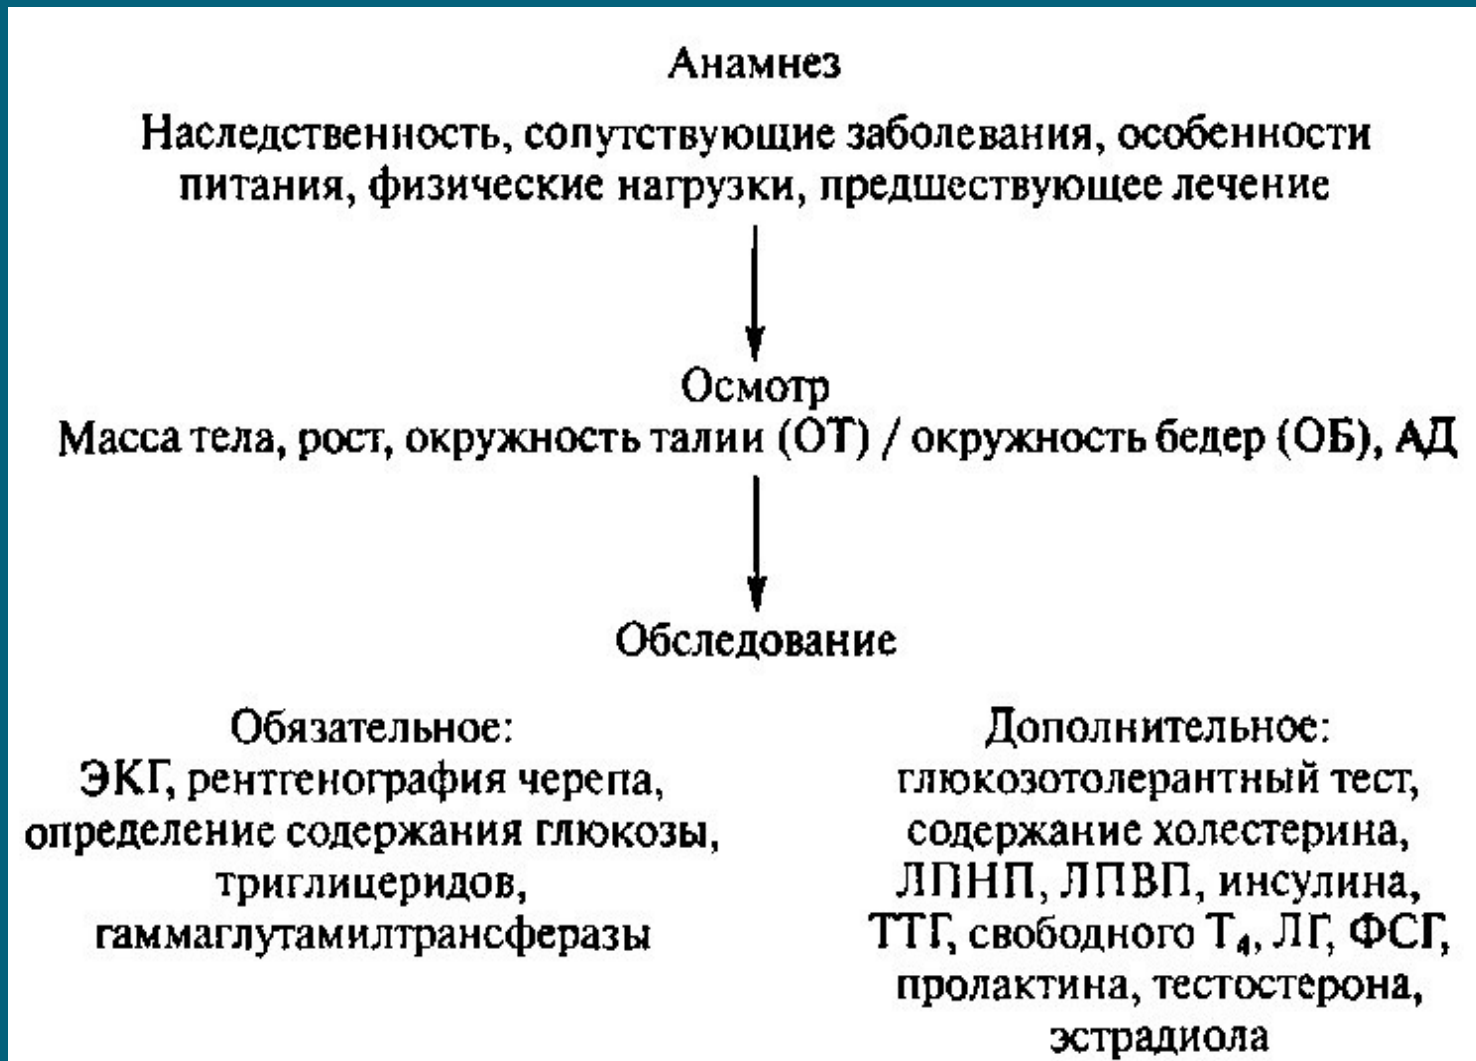 Анамнез
Наследственность, сопутствующие заболевания, особенности
питания, физические нагрузки, предшествующее лечение
Осмотр
Масса тела, рост, окружность талии (ОТ) / окружность бедер (ОБ), АД
Обследование
Обязательное:
ЭКГ, рентгенография черепа,
определение содержания глюкозы,
триглицеридов,
гаммаглутамилтрансферазы
Дополнительное:
глюкозотолерантный тест,
содержание холестерина,
ЛПНП, ЛПВП, инсулина,
ТТГ, свободного Т₄, ЛГ, ФСГ,
пролактина, тестостерона,
эстрадиола